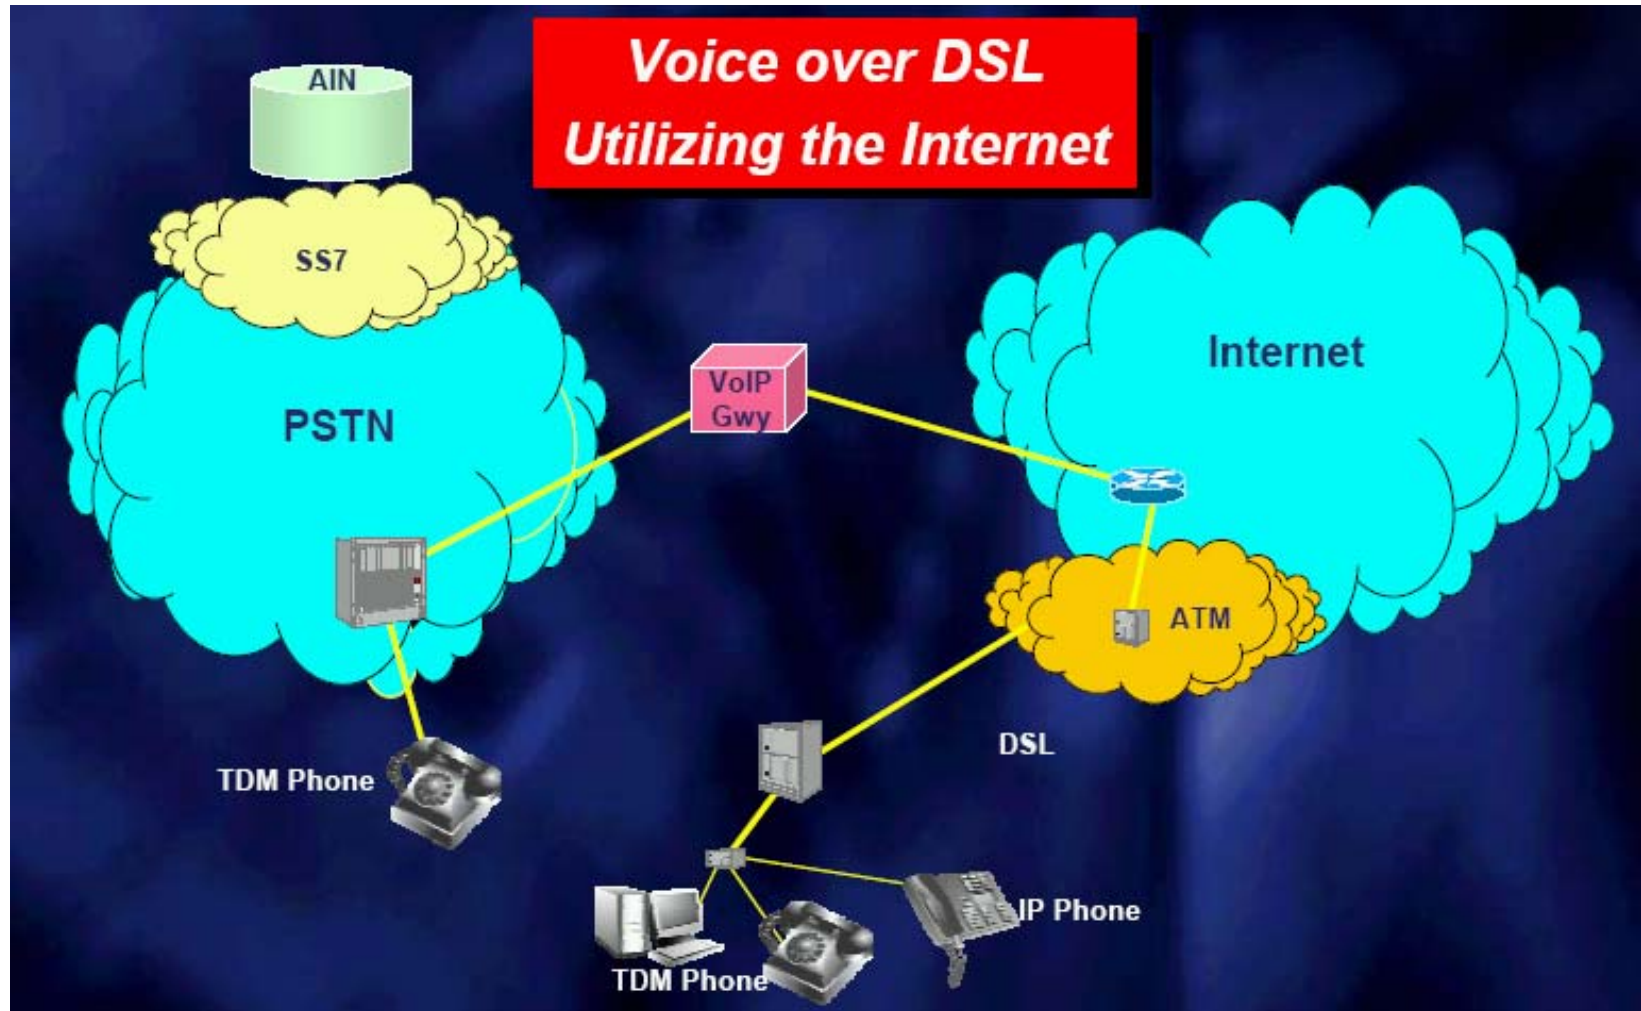 Voice over DSL
Utilizing the Internet
AIN
SS7
PSTN
VoIP
Gwy
Internet
ATM
DSL
TDM Phone
IP Phone
TDM Phone